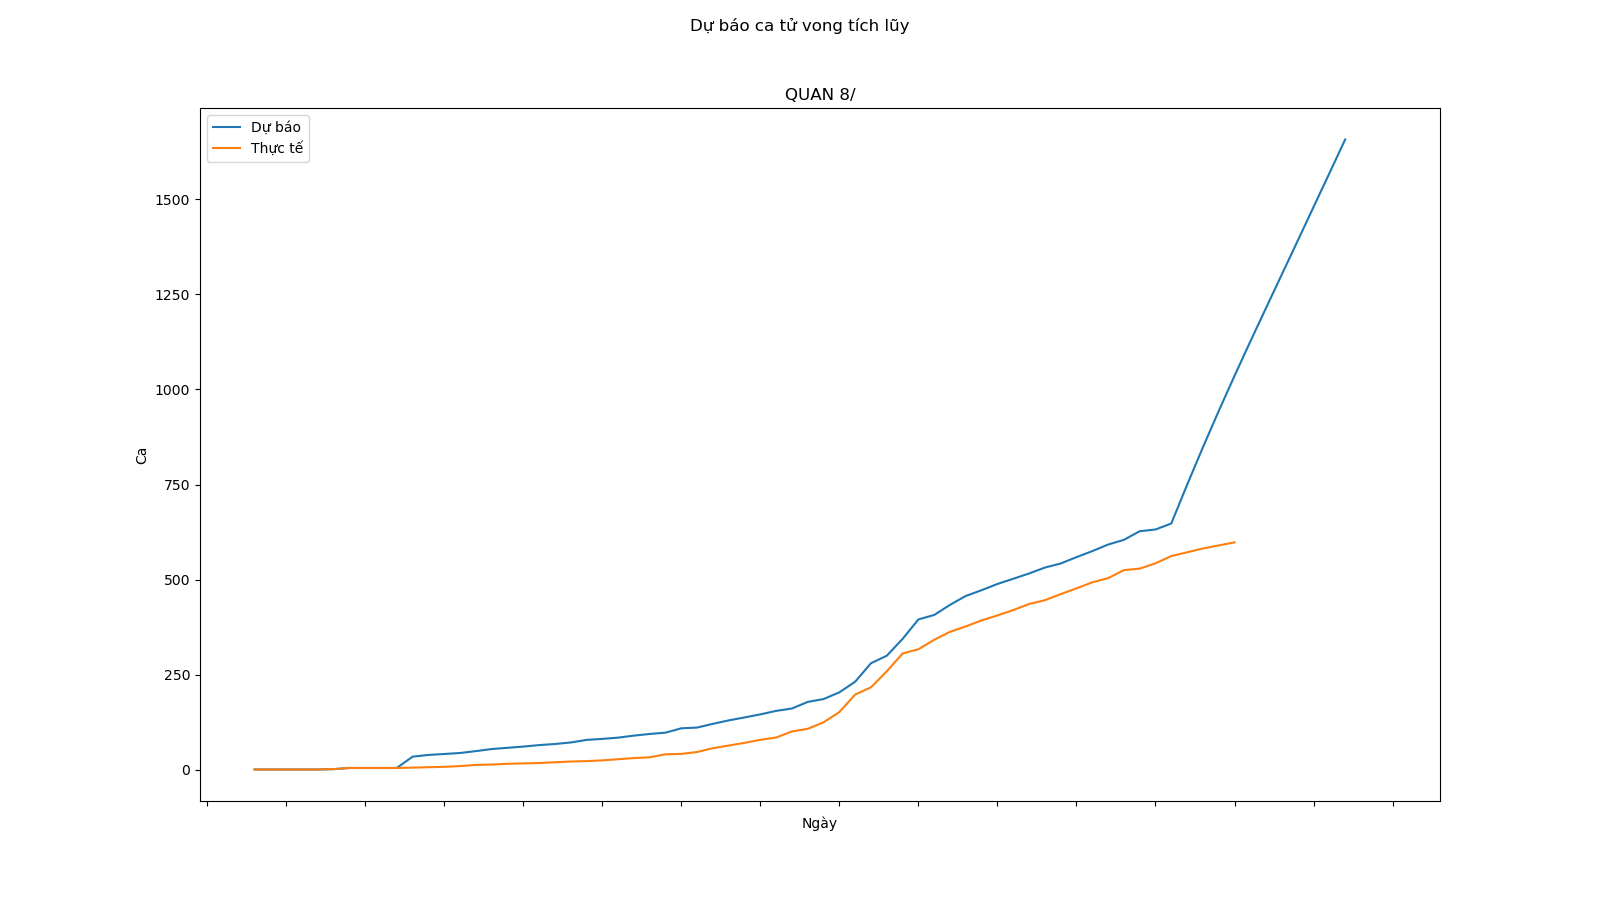 Dự báo ca tử vong tích lũy
QUAN 8/
Dự báo
Thực tế
1500
1250
1000
750
500
250
0
Ca
Ngày